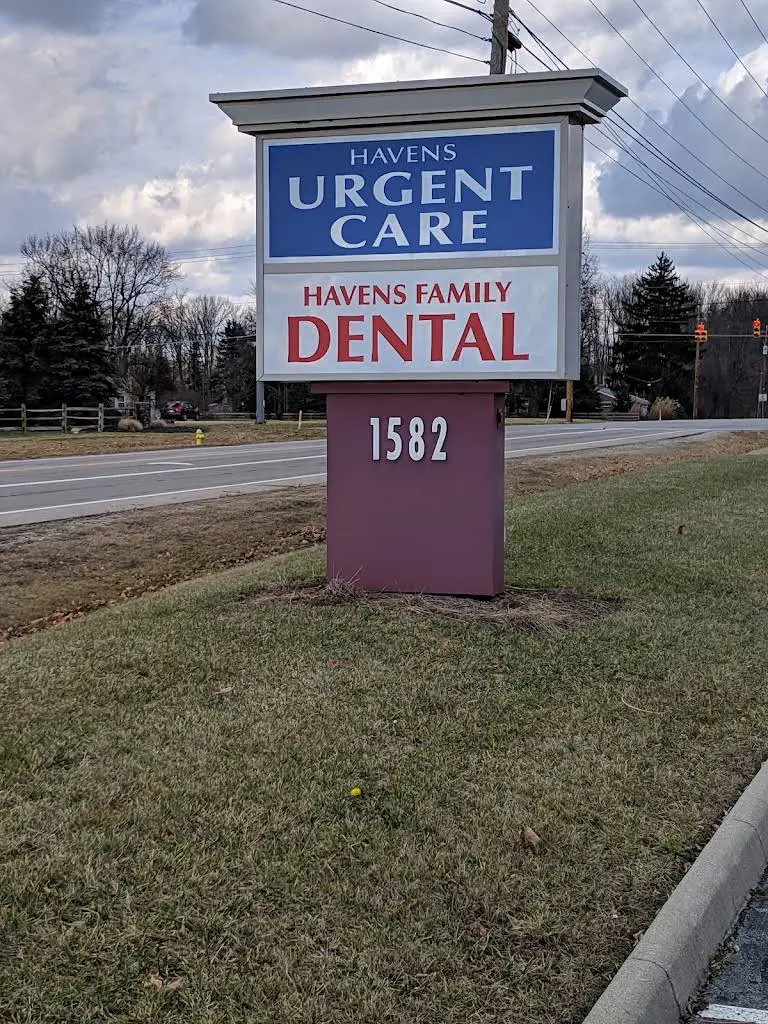 HAVENS
URGENT
CARE
HAVENS FAMILY
DENTAL
1582